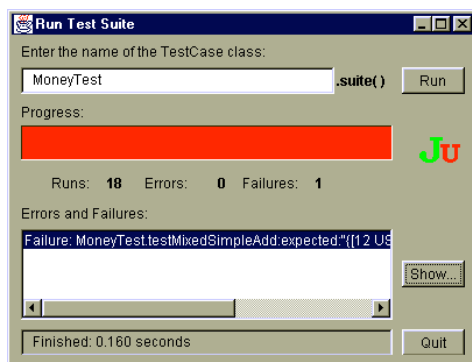 Run Test Suite
Enter the name of the TestCase class:
MoneyTest .suite() Run
Progress:
JU
Runs: 18 Errors: 0 Failures: 1
Errors and Failures:
Failure: MoneyTest.testMixedSimpleAdd:expected:"{[12 US
Show...
Finished: 0.160 seconds Quit